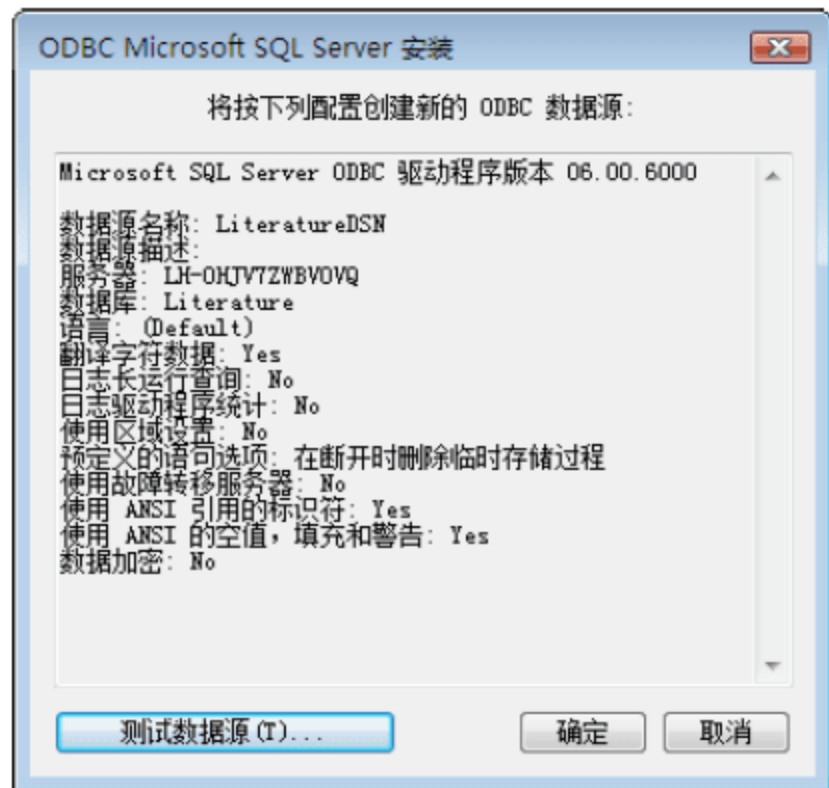 ODBC Microsoft SQL Server 安装
将按下列配置创建新的 ODBC 数据源:
Microsoft SQL Server ODBC 驱动程序版本 06.00.6000
数据源名称: LiteratureDSN
数据源描述:
服务器: LH-OHJV7ZWBVOVQ
数据库: Literature
语言: (Default)
翻译字符数据: Yes
日志长运行查询: No
日志驱动程序统计: No
使用区域设置: No
预定义的语句选项: 在断开时删除临时存储过程
使用故障转移服务器: No
使用 ANSI 引用的标识符: Yes
使用 ANSI 的空值，填充和警告: Yes
数据加密: No
测试数据源(T)...
确定
取消